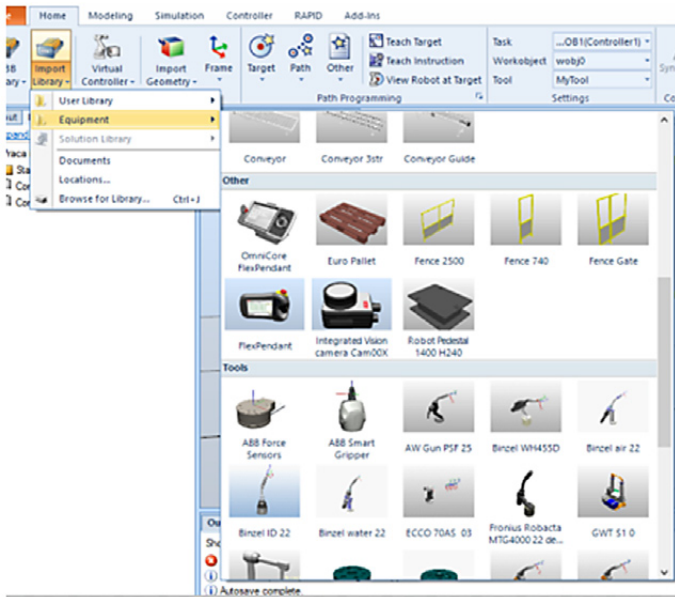 Home Modeling Simulation Controller RAPID Add-Ins
Import Library
Virtual Controller
Import Geometry
Frame
Target
Path
Other
Teach Target
Teach Instruction
View Robot at Target
Path Programming
Task ...OB1(Controller1)
Workobject wobj0
Tool MyTool
Settings
User Library
Equipment
Solution Library
Documents
Locations...
Browse for Library... Ctrl+J
Conveyor Conveyor 3str Conveyor Guide
Other
OmniCore FlexPendant
Euro Pallet
Fence 2500
Fence 740
Fence Gate
FlexPendant
Integrated Vision camera Cam00X
Robot Pedestal 1400 H240
Tools
ABB Force Sensors
ABB Smart Gripper
AW Gun PSF 25
Binzel WH455D
Binzel air 22
Binzel ID 22
Binzel water 22
ECCO 70AS 03
Fronius Robacta MTG4000 22 de...
GWT S1 0
Autosave complete.